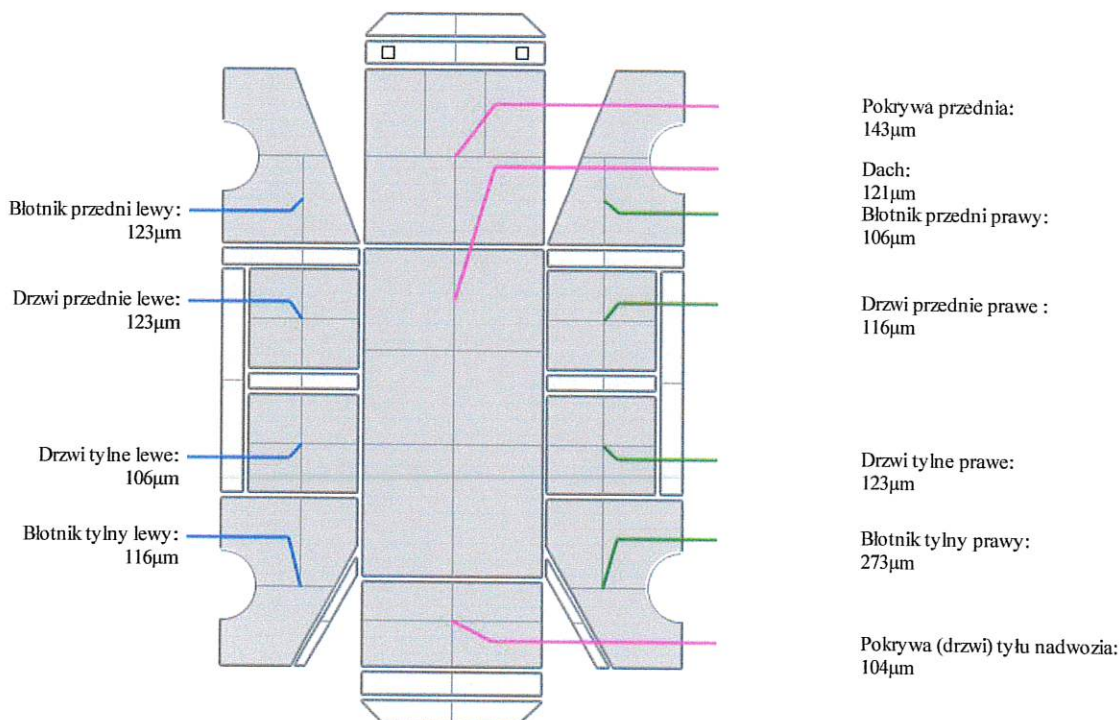 Pokrywa przednia:
143µm
Dach:
121µm
Błotnik przedni lewy:
123µm
Błotnik przedni prawy:
106µm
Drzwi przednie lewe:
123µm
Drzwi przednie prawe :
116µm
Drzwi tylne lewe:
106µm
Drzwi tylne prawe:
123µm
Błotnik tylny lewy:
116µm
Błotnik tylny prawy:
273µm
Pokrywa (drzwi) tyłu nadwozia:
104µm